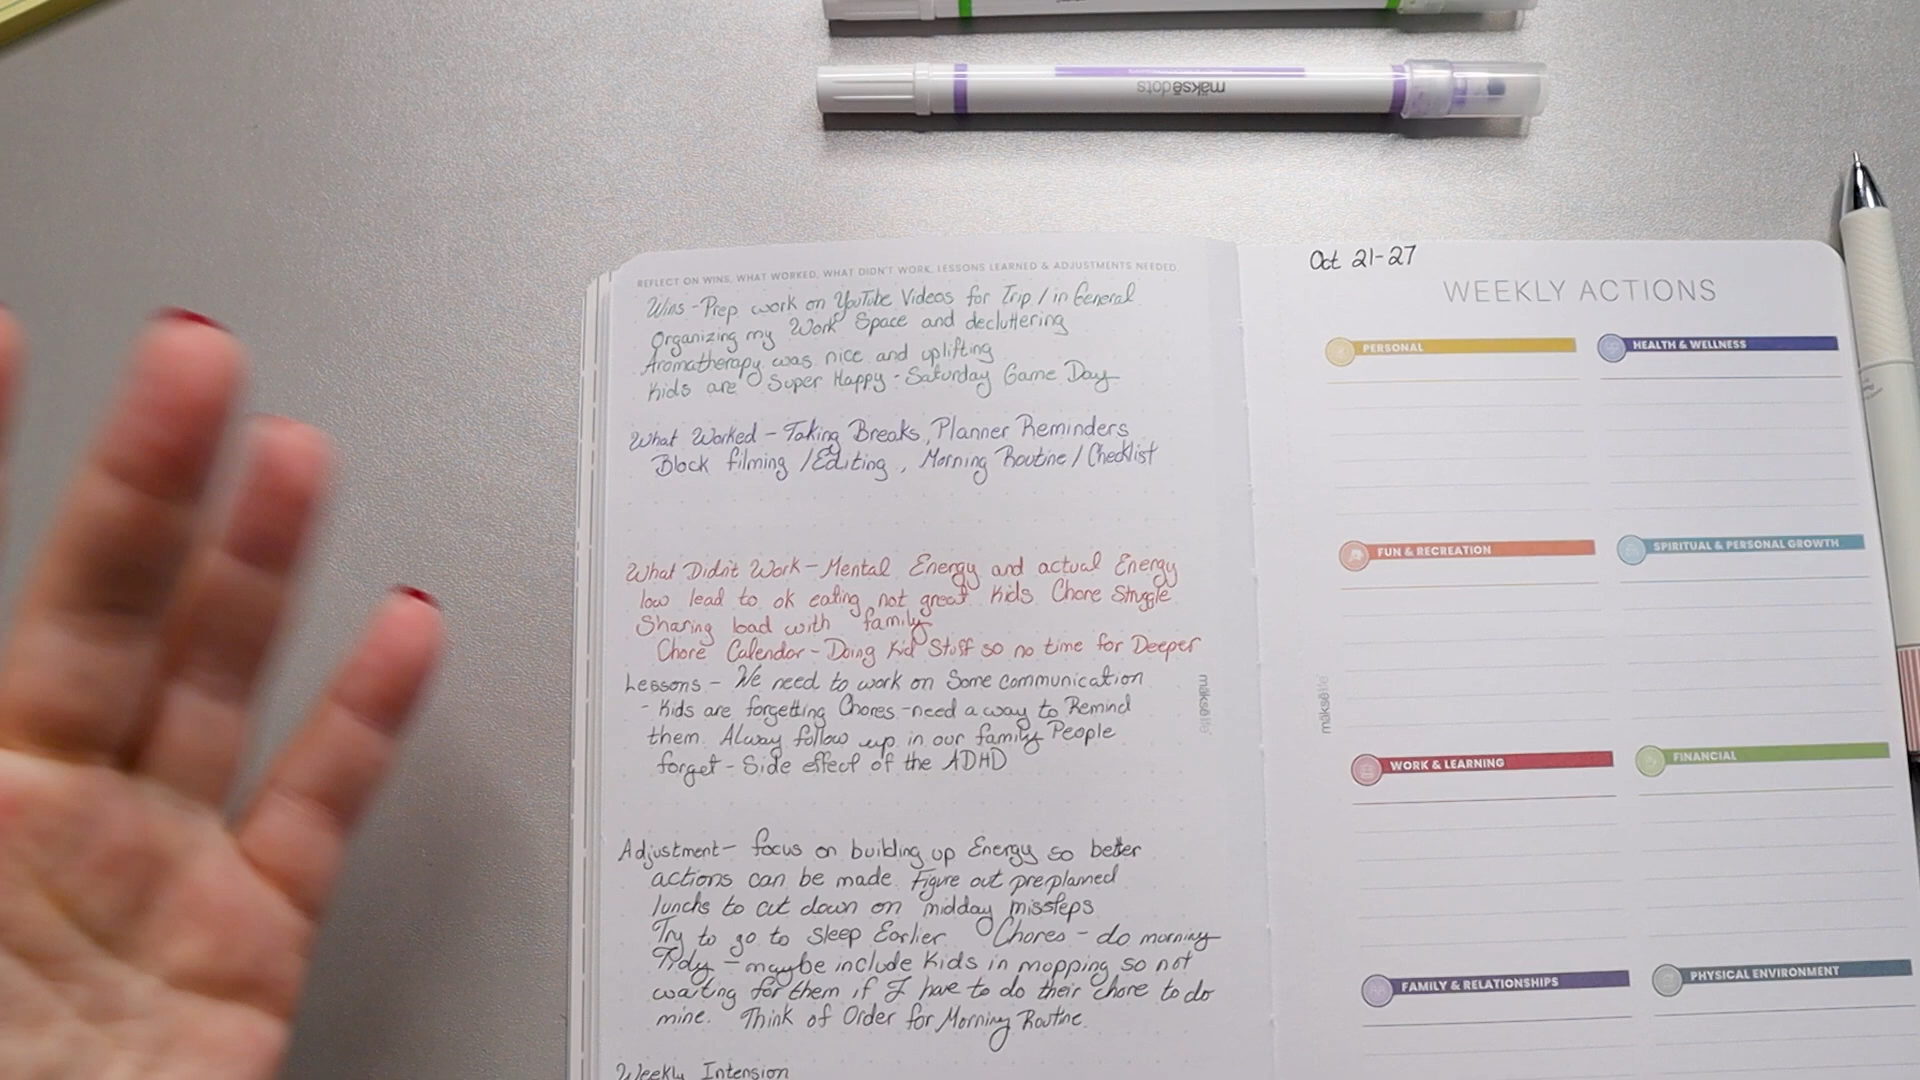 mäksēdots
REFLECT ON WINS, WHAT WORKED, WHAT DIDN'T WORK, LESSONS LEARNED & ADJUSTMENTS NEEDED.
Wins - Prep work on YouTube Videos for Trip / in General
Organizing my Work Space and decluttering
Aromatherapy was nice and uplifting
Kids are Super Happy - Saturday Game Day
What Worked - Taking Breaks, Planner Reminders
Block filming / Editing, Morning Routine / Checklist
What Didn't Work - Mental Energy and actual Energy
low lead to ok eating not great. Kids Chore Struggle
Sharing load with family
Chore Calendar - Doing Kid Stuff so no time for Deeper
Lessons - We need to work on Some communication
- Kids are forgetting Chores - need a way to Remind
them. Alway follow up in our family People
forget - Side effect of the ADHD
Adjustment - focus on building up Energy so better
actions can be made. Figure out preplanned
lunchs to cut down on midday missteps
Try to go to Sleep Earlier. Chores - do morning
Tidy - maybe include Kids in mopping so not
waiting for them if I have to do their chore to do
mine. Think of Order for Morning Routine.
Weekly Intension
mäksēlife
Oct 21-27
WEEKLY ACTIONS
PERSONAL
HEALTH & WELLNESS
FUN & RECREATION
SPIRITUAL & PERSONAL GROWTH
mäksēlife
WORK & LEARNING
FINANCIAL
FAMILY & RELATIONSHIPS
PHYSICAL ENVIRONMENT